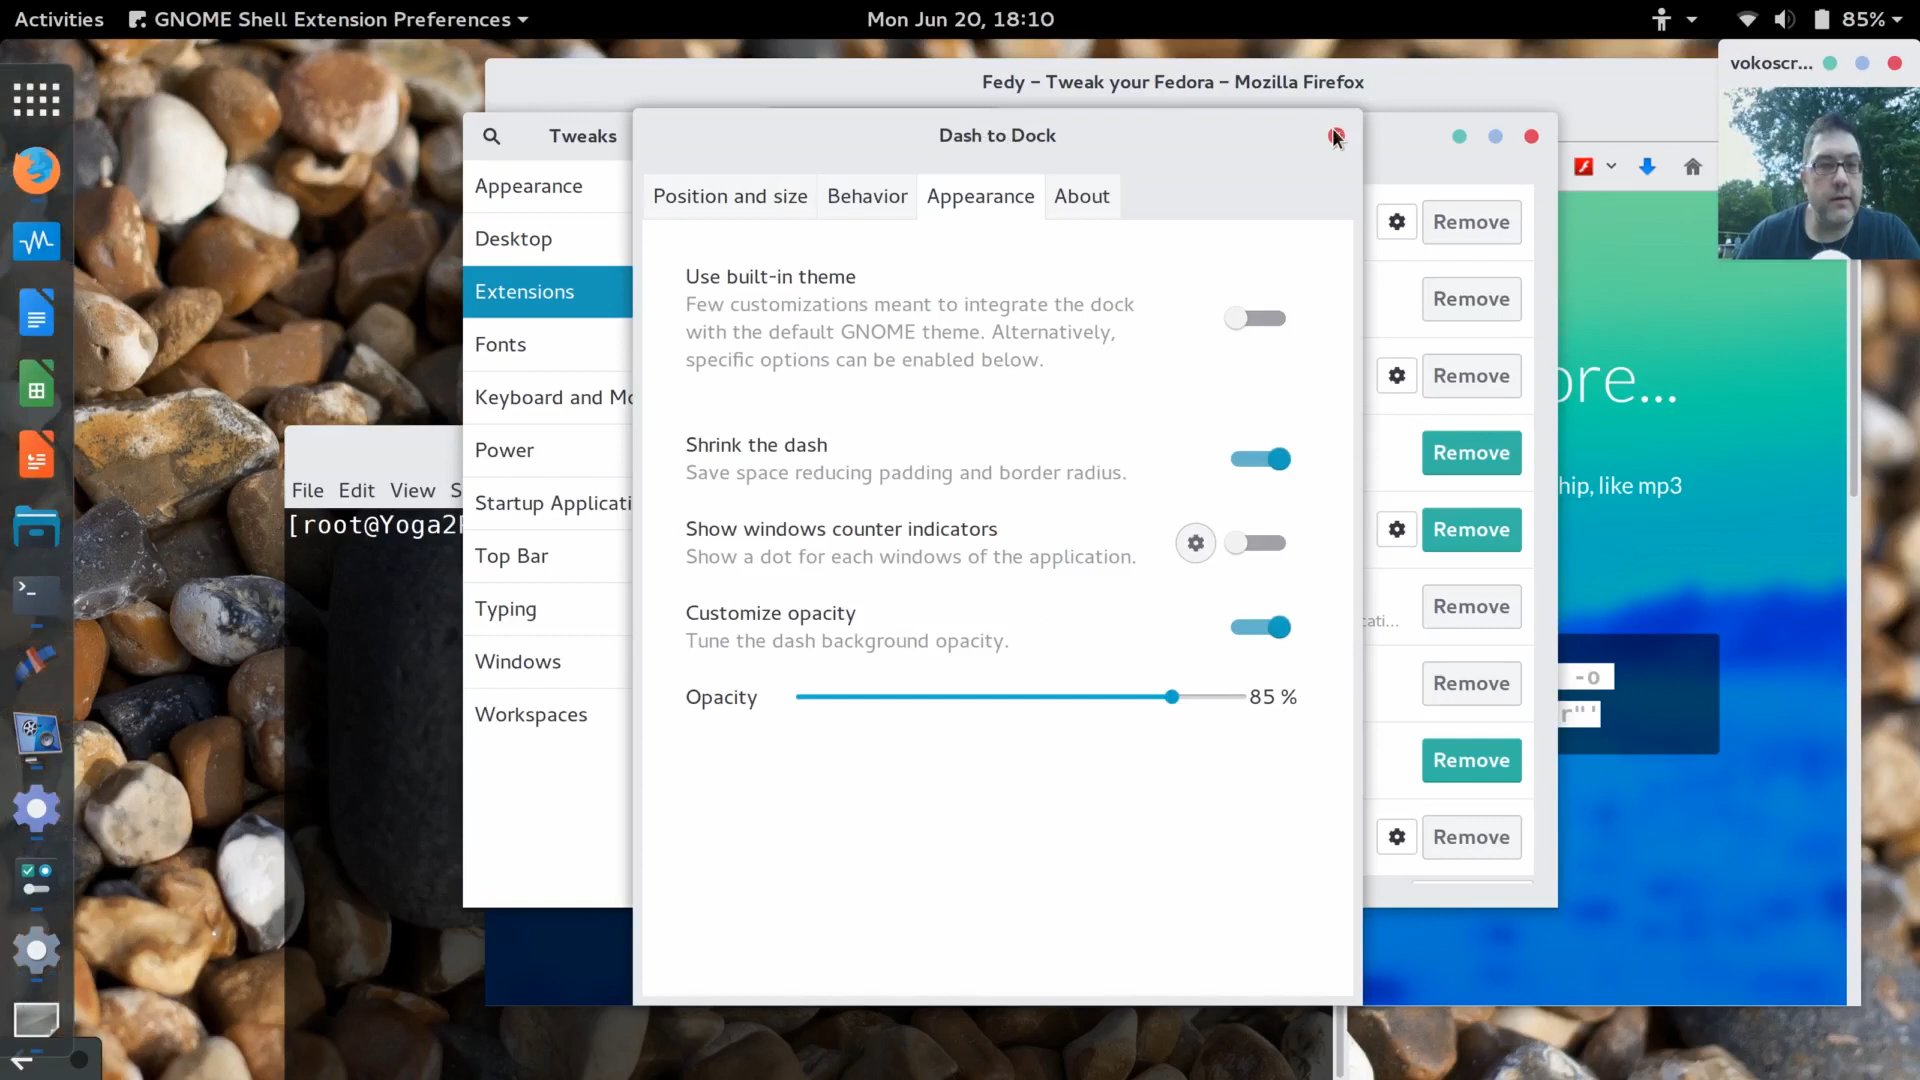 Activities GNOME Shell Extension Preferences Mon Jun 20, 18:10 85%
vokoscr...
Fedy – Tweak your Fedora – Mozilla Firefox
Tweaks
Dash to Dock
Appearance
Desktop
Extensions
Fonts
Keyboard and Mo
Power
Startup Applicati
Top Bar
Typing
Windows
Workspaces
Position and size Behavior Appearance About
Use built-in theme
Few customizations meant to integrate the dock
with the default GNOME theme. Alternatively,
specific options can be enabled below.
Shrink the dash
Save space reducing padding and border radius.
Show windows counter indicators
Show a dot for each windows of the application.
Customize opacity
Tune the dash background opacity.
Opacity 85 %
Remove
Remove
Remove
Remove
Remove
cati...
Remove
Remove
Remove
Remove
ore...
hip, like mp3
-o
r"'
File Edit View S
[root@Yoga2
>_